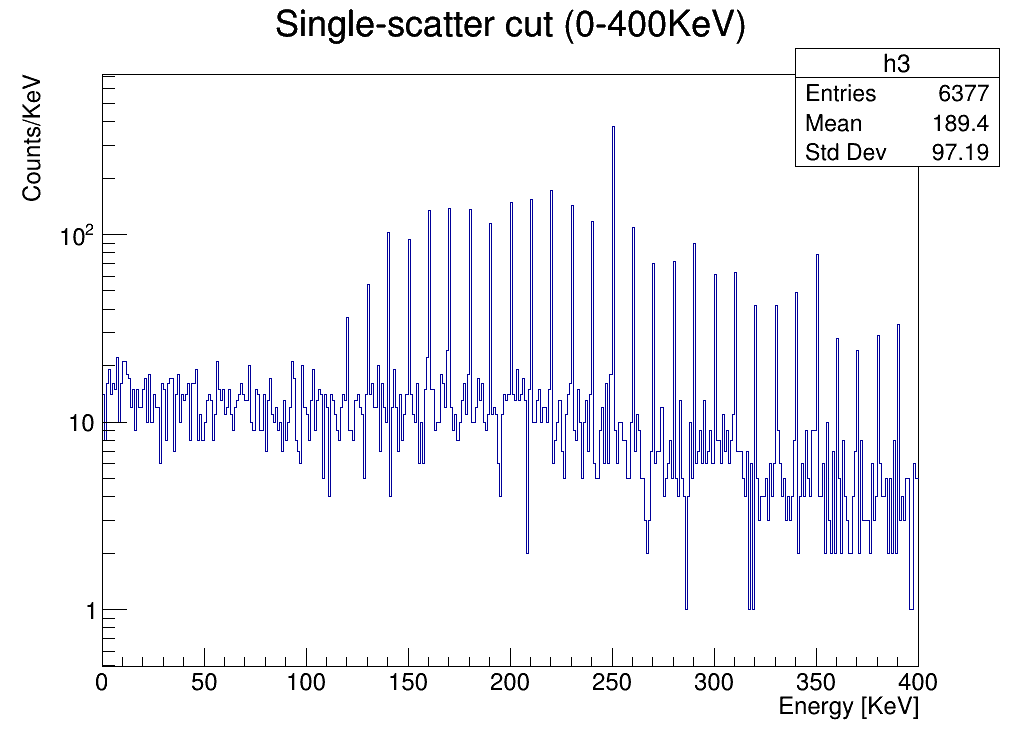 Single-scatter cut (0-400KeV)
h3
Entries 6377
Mean 189.4
Std Dev 97.19
Counts/KeV
10²
10
1
0 50 100 150 200 250 300 350 400
Energy [KeV]